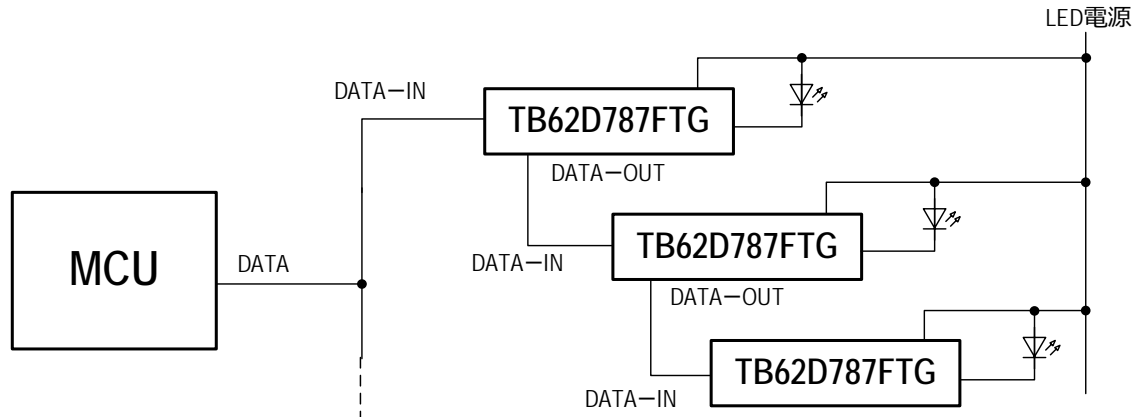 LED電源
DATA－IN
TB62D787FTG
DATA－OUT
TB62D787FTG
MCU
DATA
DATA－IN
DATA－OUT
TB62D787FTG
DATA－IN